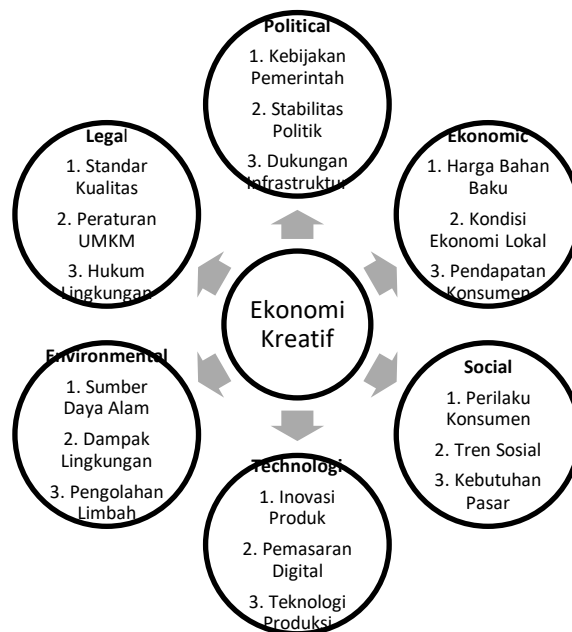 Political
1. Kebijakan
Pemerintah
2. Stabilitas
Politik
3. Dukungan
Infrastruktur
Ekonomic
1. Harga Bahan
Baku
2. Kondisi
Ekonomi Lokal
3. Pendapatan
Konsumen
Social
1. Perilaku
Konsumen
2. Tren Sosial
3. Kebutuhan
Pasar
Technologi
1. Inovasi
Produk
2. Pemasaran
Digital
3. Teknologi
Produksi
Environmental
1. Sumber
Daya Alam
2. Dampak
Lingkungan
3. Pengolahan
Limbah
Legal
1. Standar
Kualitas
2. Peraturan
UMKM
3. Hukum
Lingkungan
Ekonomi
Kreatif